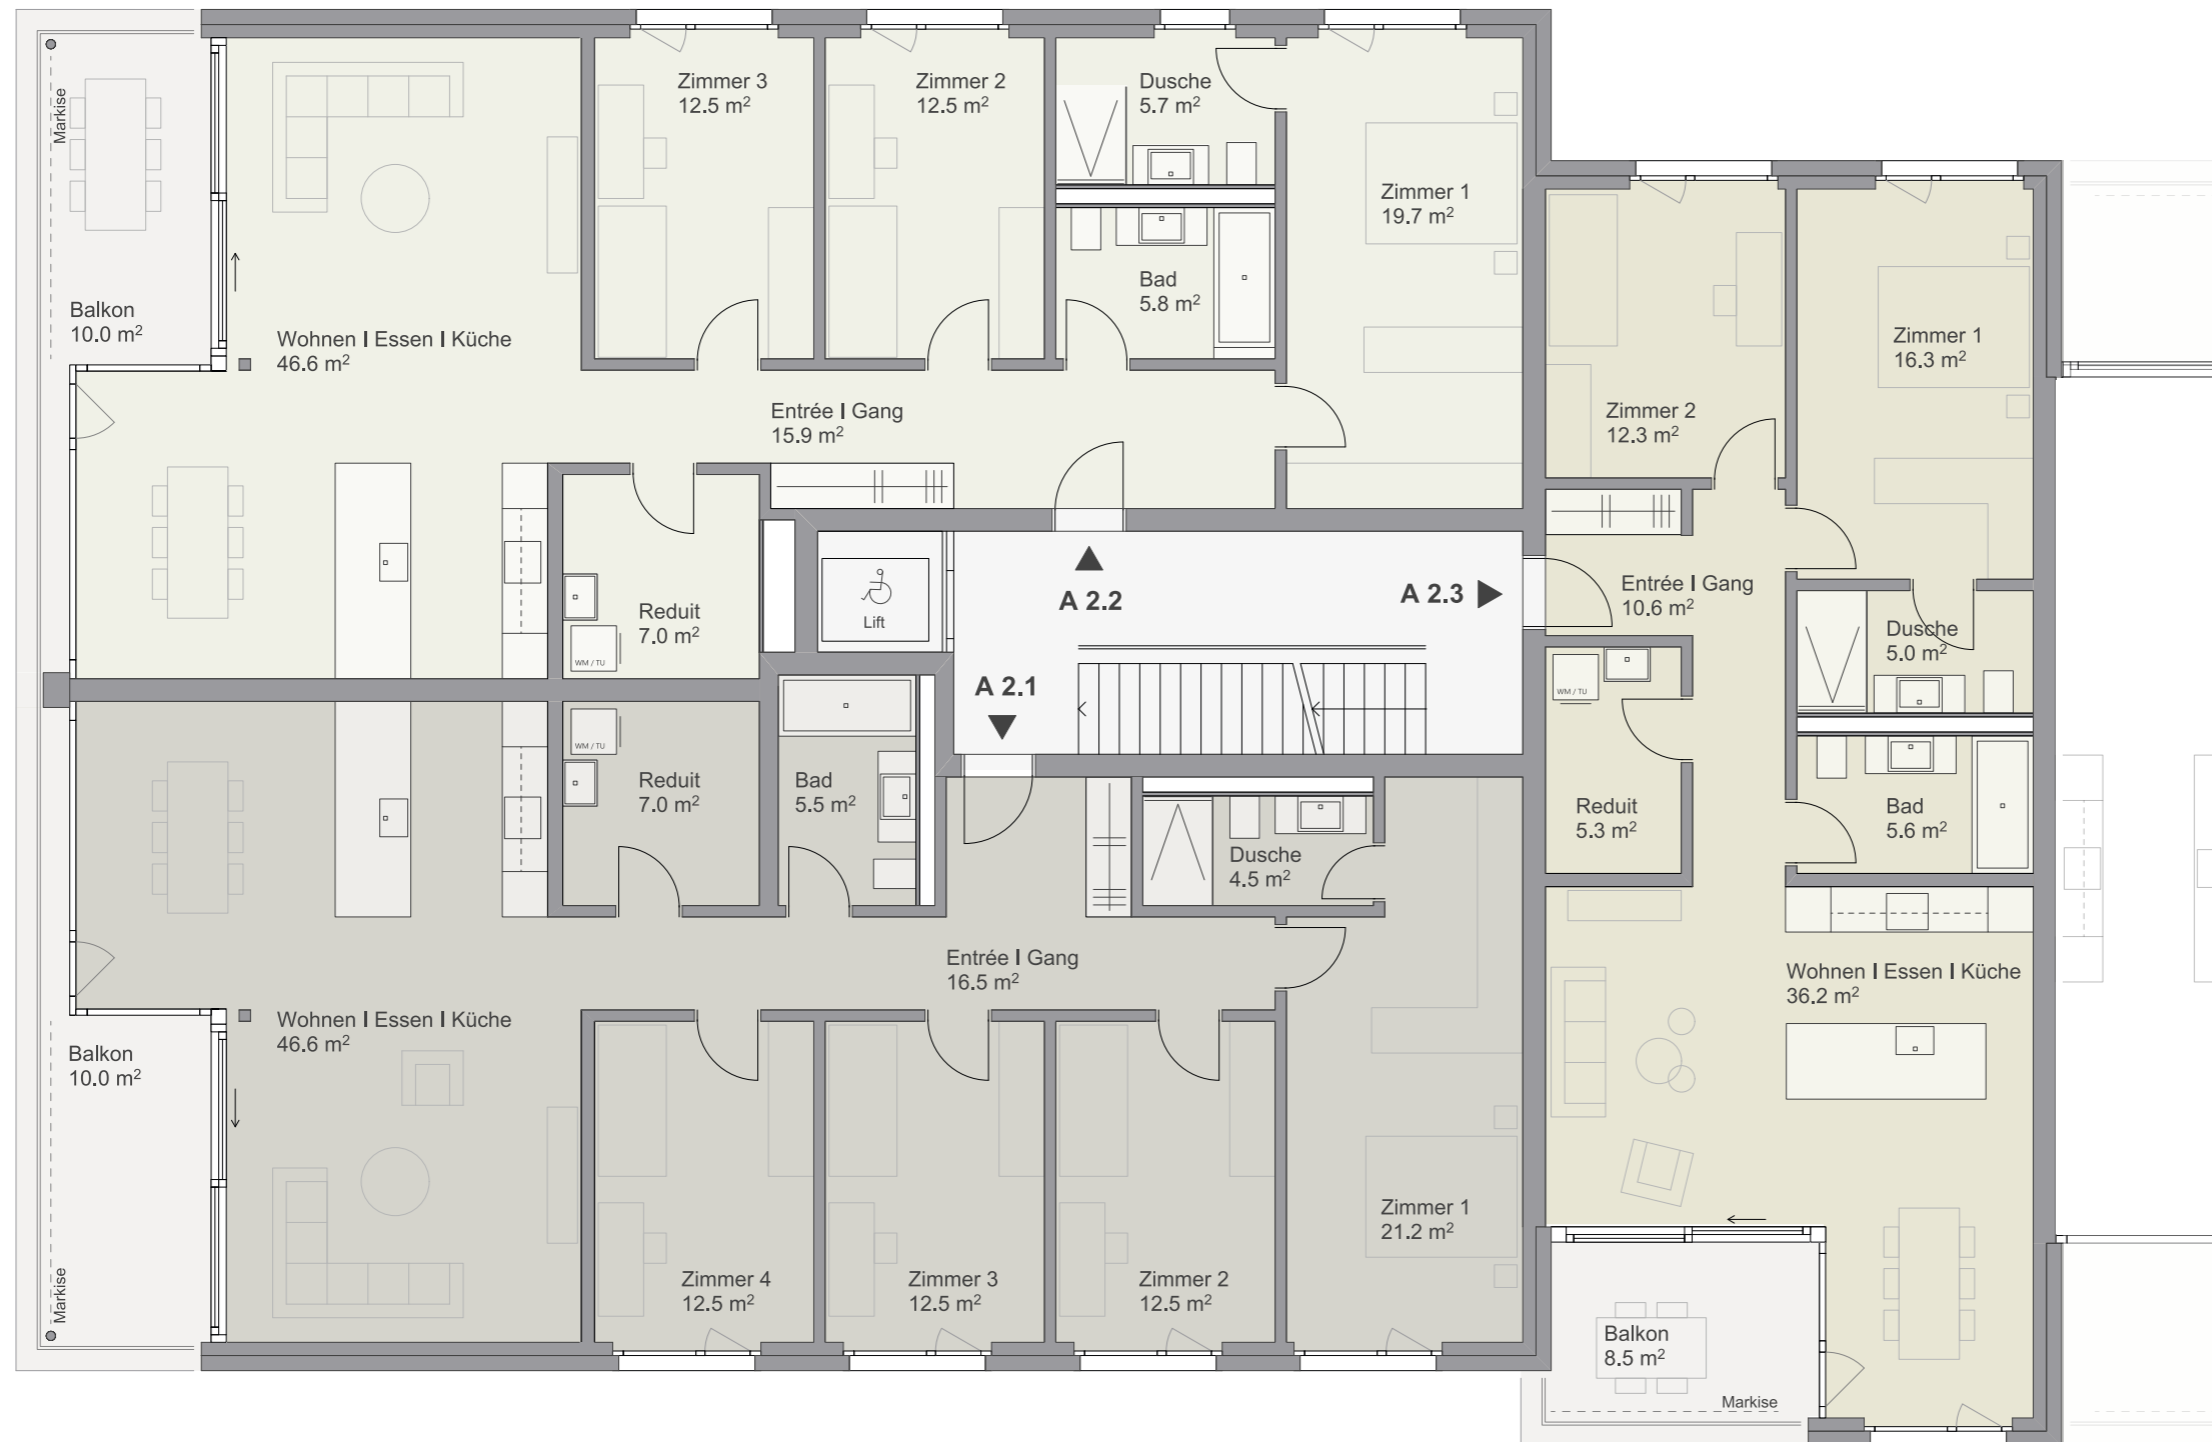 Markise
Balkon
10.0 m²
Wohnen I Essen I Küche
46.6 m²
Zimmer 3
12.5 m²
Zimmer 2
12.5 m²
Dusche
5.7 m²
Bad
5.8 m²
Zimmer 1
19.7 m²
Entrée I Gang
15.9 m²
Reduit
7.0 m²
WM / TU
Lift
A 2.2
A 2.3
A 2.1
Zimmer 2
12.3 m²
Zimmer 1
16.3 m²
Entrée I Gang
10.6 m²
Dusche
5.0 m²
WM / TU
Reduit
5.3 m²
Bad
5.6 m²
Wohnen I Essen I Küche
36.2 m²
Balkon
8.5 m²
Markise
WM / TU
Reduit
7.0 m²
Bad
5.5 m²
Dusche
4.5 m²
Entrée I Gang
16.5 m²
Wohnen I Essen I Küche
46.6 m²
Balkon
10.0 m²
Markise
Zimmer 4
12.5 m²
Zimmer 3
12.5 m²
Zimmer 2
12.5 m²
Zimmer 1
21.2 m²